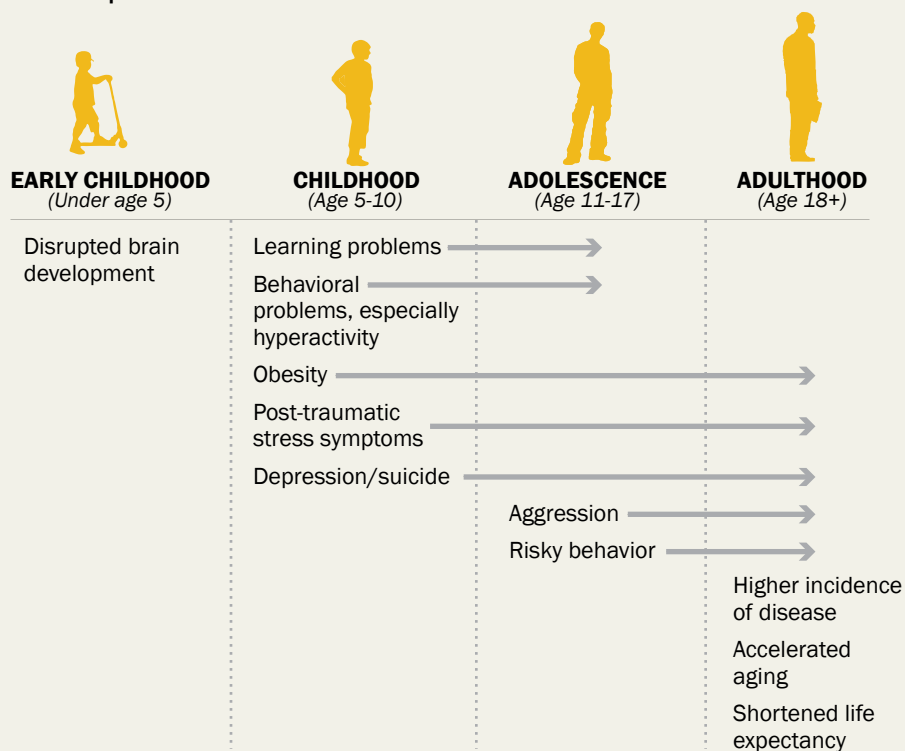 EARLY CHILDHOOD
(Under age 5)
CHILDHOOD
(Age 5-10)
ADOLESCENCE
(Age 11-17)
ADULTHOOD
(Age 18+)
Disrupted brain
development
Learning problems
Behavioral
problems, especially
hyperactivity
Obesity
Post-traumatic
stress symptoms
Depression/suicide
Aggression
Risky behavior
Higher incidence
of disease
Accelerated
aging
Shortened life
expectancy